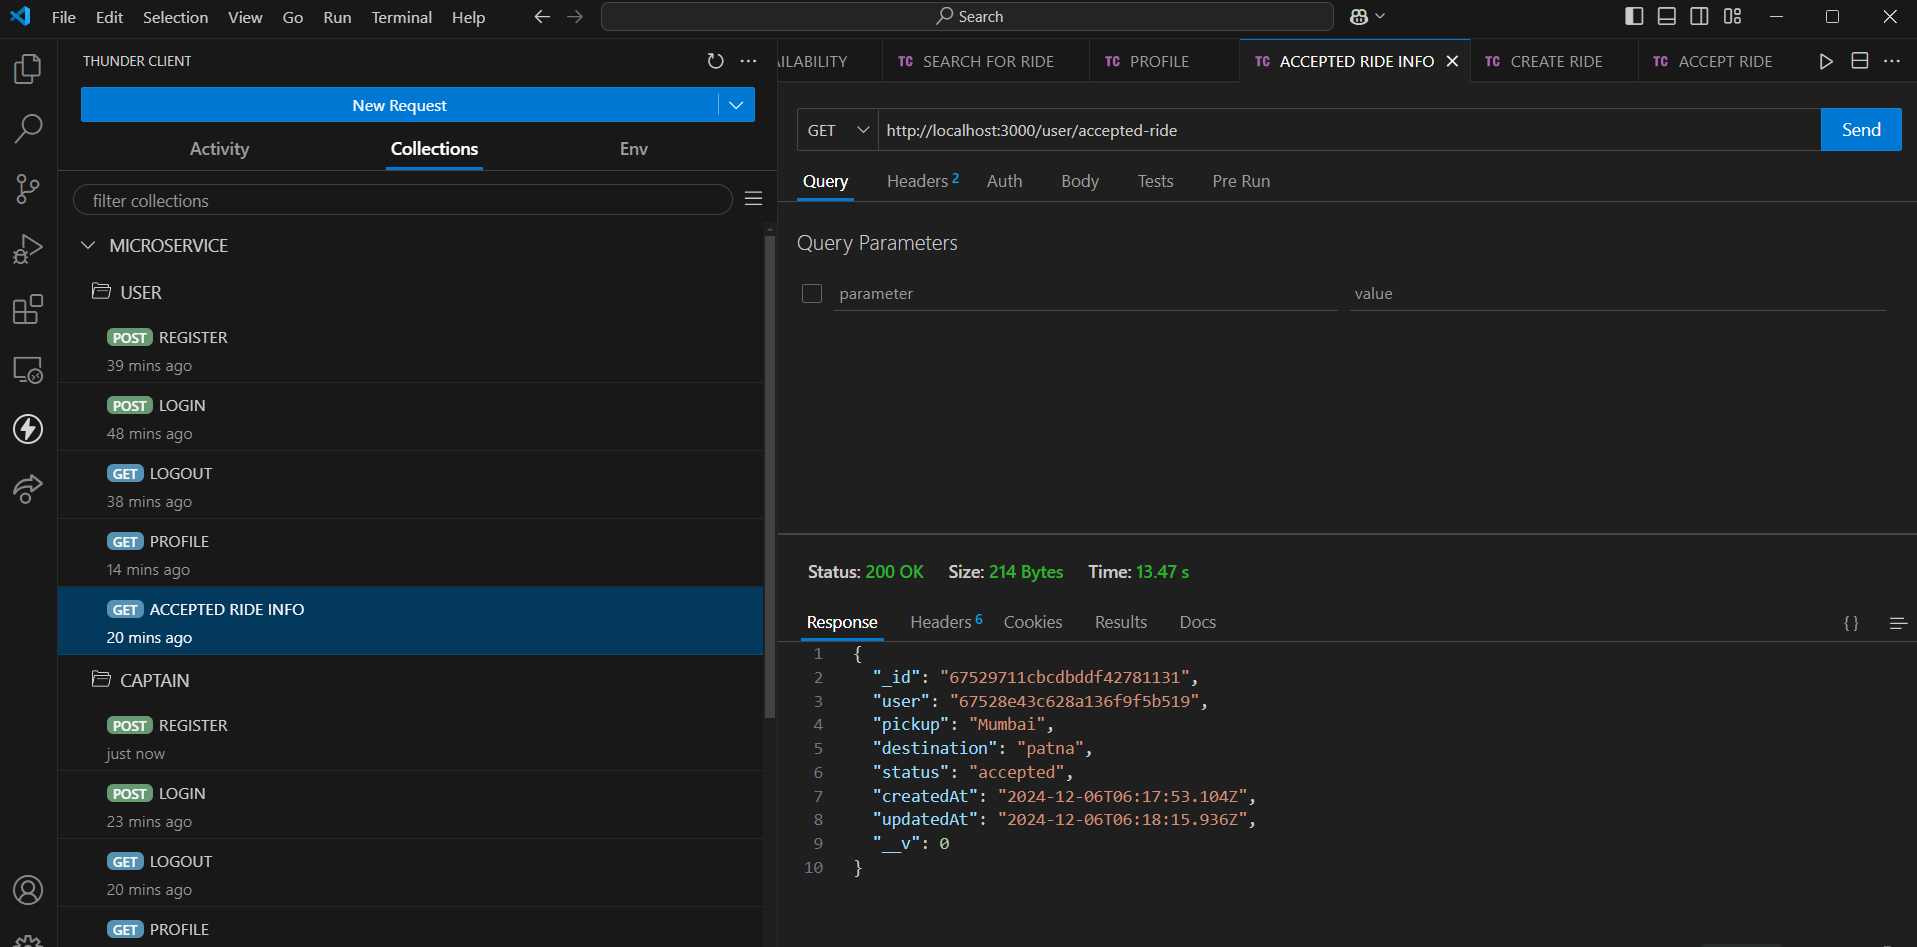 File Edit Selection View Go Run Terminal Help
Search
THUNDER CLIENT
New Request
Activity Collections Env
filter collections
MICROSERVICE
USER
POST REGISTER
39 mins ago
POST LOGIN
48 mins ago
GET LOGOUT
38 mins ago
GET PROFILE
14 mins ago
GET ACCEPTED RIDE INFO
20 mins ago
CAPTAIN
POST REGISTER
just now
POST LOGIN
23 mins ago
GET LOGOUT
20 mins ago
GET PROFILE
AILABILITY TC SEARCH FOR RIDE TC PROFILE TC ACCEPTED RIDE INFO TC CREATE RIDE TC ACCEPT RIDE
GET http://localhost:3000/user/accepted-ride Send
Query Headers 2 Auth Body Tests Pre Run
Query Parameters
parameter value
Status: 200 OK Size: 214 Bytes Time: 13.47 s
Response Headers 6 Cookies Results Docs { }
1 {
2 "_id": "67529711cbcdbddf42781131",
3 "user": "67528e43c628a136f9f5b519",
4 "pickup": "Mumbai",
5 "destination": "patna",
6 "status": "accepted",
7 "createdAt": "2024-12-06T06:17:53.104Z",
8 "updatedAt": "2024-12-06T06:18:15.936Z",
9 "__v": 0
10 }